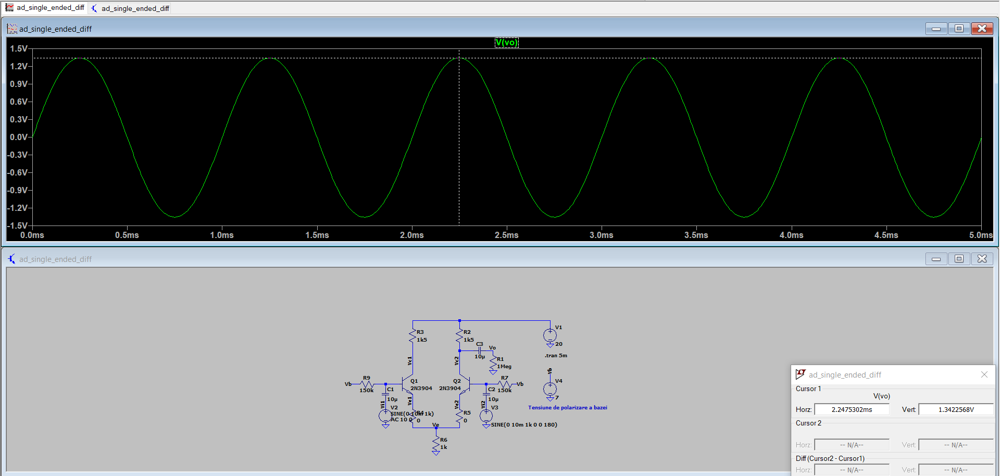 ad_single_ended_diff ad_single_ended_diff
ad_single_ended_diff
V(vo)
1.5V
1.2V
0.9V
0.6V
0.3V
0.0V
-0.3V
-0.6V
-0.9V
-1.2V
-1.5V
0.0ms 0.5ms 1.0ms 1.5ms 2.0ms 2.5ms 3.0ms 3.5ms 4.0ms 4.5ms 5.0ms
ad_single_ended_diff
R3
1k5
R2
1k5
C3
10µ
Vo
R1
1Meg
V1
20
.tran 5m
Vc1
Vc2
Vb
R9
150k
Q1
2N3904
Q2
2N3904
R7
150k
Vb
C1
10µ
C2
10µ
Vb
V4
7
Tensiune de polarizare a bazei
Vi1
V2
SINE(0 10m 1k)
AC 10 0
Ve1
R4
0
Ve2
R5
0
Vi2
V3
SINE(0 10m 1k 0 0 180)
Ve
R6
1k
ad_single_ended_diff
Cursor 1
V(vo)
Horz: 2.2475302ms Vert: 1.3422568V
Cursor 2
Horz: -- N/A-- Vert: -- N/A--
Diff (Cursor2 - Cursor1)
Horz: -- N/A-- Vert: -- N/A--